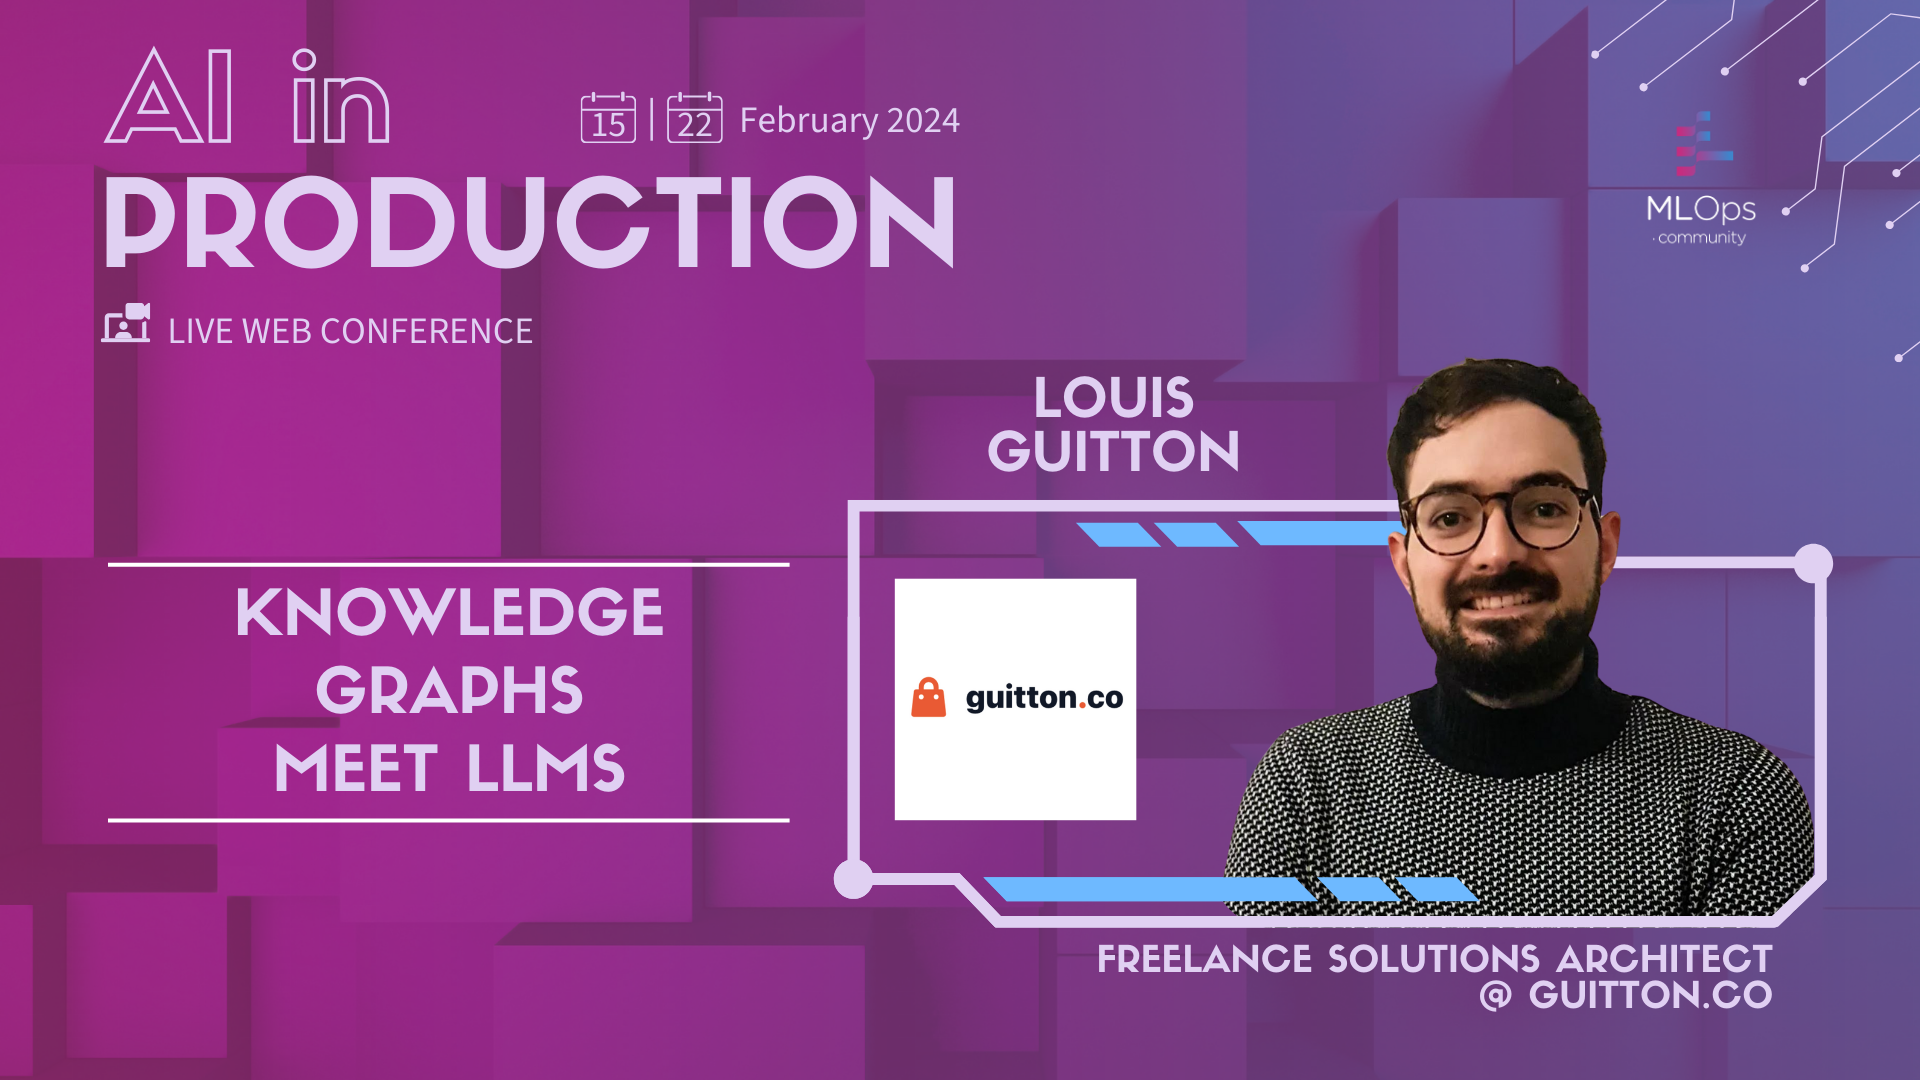 AI in
15 | 22 February 2024
PRODUCTION
LIVE WEB CONFERENCE
MLOps
.community
LOUIS
GUITTON
KNOWLEDGE
GRAPHS
MEET LLMS
guitton.co
FREELANCE SOLUTIONS ARCHITECT
@ GUITTON.CO